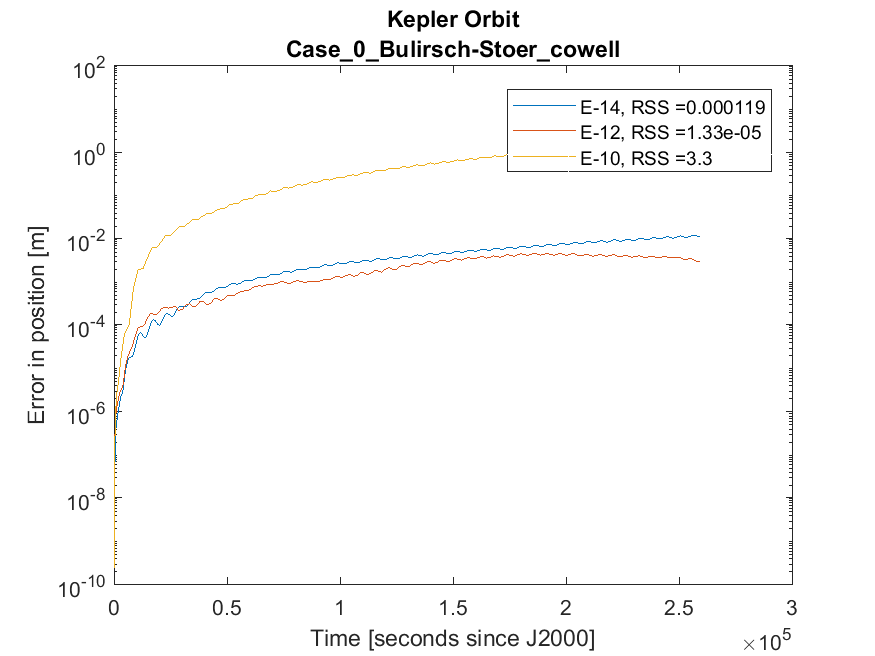 Kepler Orbit
Case_0_Bulirsch-Stoer_cowell
10^2
10^0
10^-2
10^-4
10^-6
10^-8
10^-10
Error in position [m]
E-14, RSS =0.000119
E-12, RSS =1.33e-05
E-10, RSS =3.3
0 0.5 1 1.5 2 2.5 3
Time [seconds since J2000]
×10^5